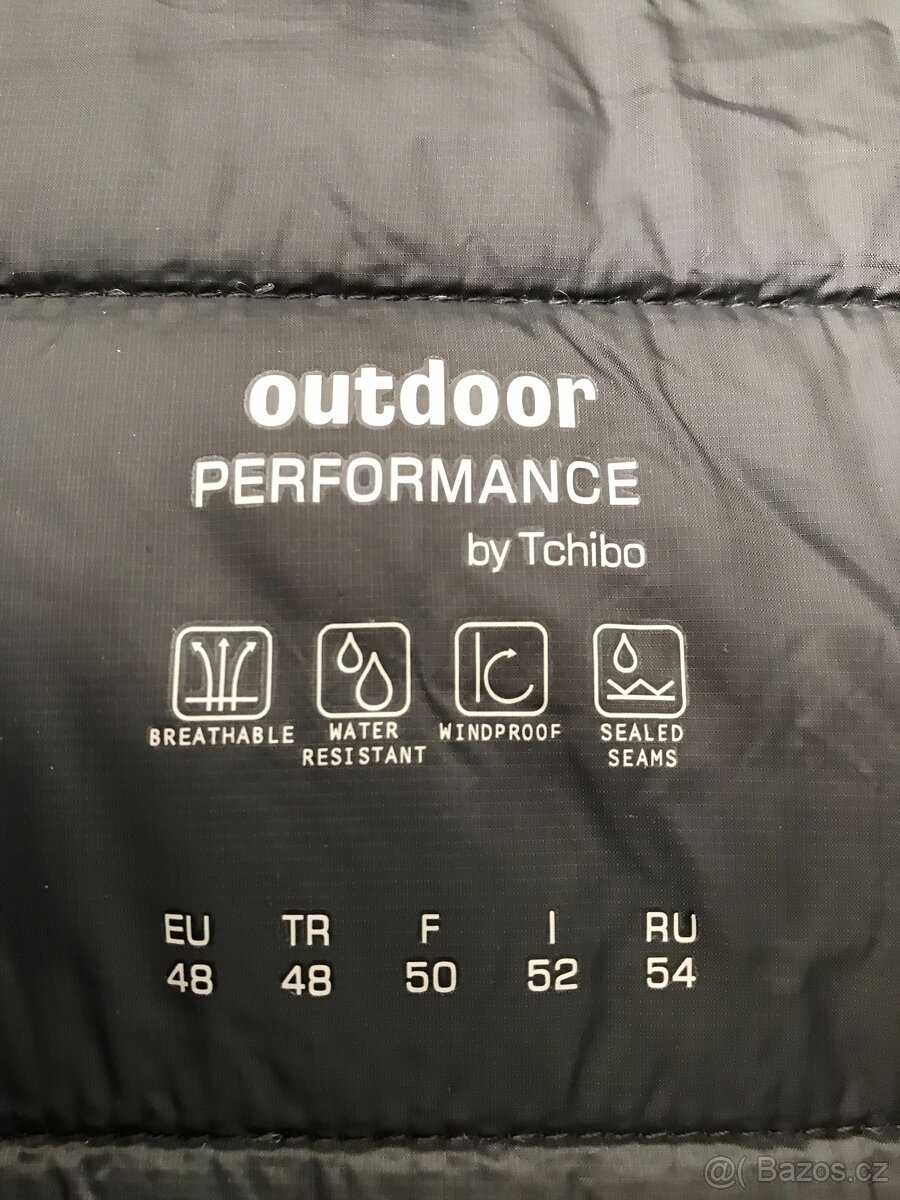 outdoor
PERFORMANCE
by Tchibo
BREATHABLE
WATER
RESISTANT
WINDPROOF
SEALED
SEAMS
EU TR F I RU
48 48 50 52 54
@( Bazos.cz